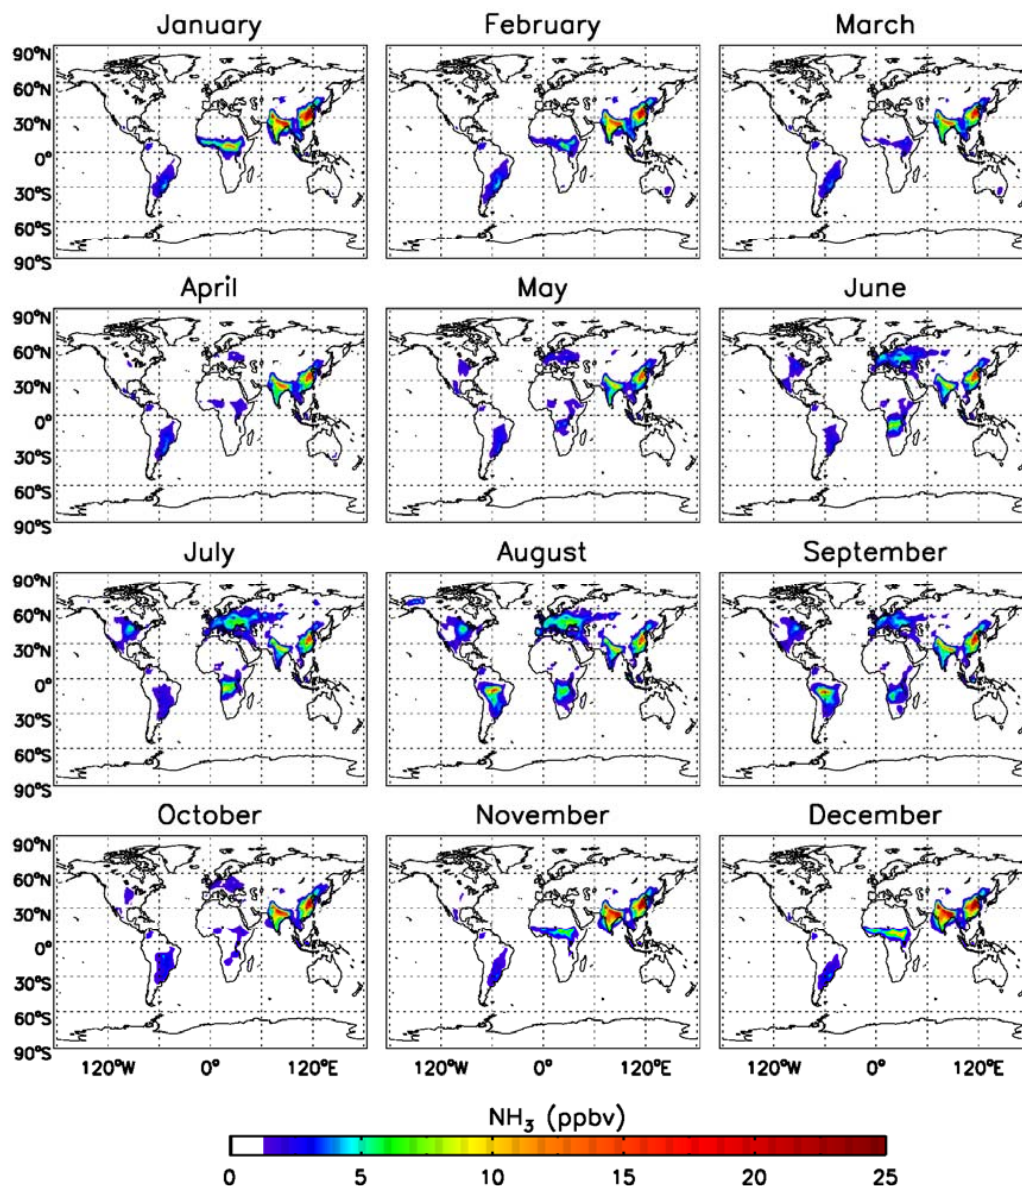 January February March
90°N
60°N
30°N
0°
30°S
60°S
90°S
April May June
90°N
60°N
30°N
0°
30°S
60°S
90°S
July August September
90°N
60°N
30°N
0°
30°S
60°S
90°S
October November December
90°N
60°N
30°N
0°
30°S
60°S
90°S
120°W 0° 120°E 120°W 0° 120°E 120°W 0° 120°E
NH₃ (ppbv)
0 5 10 15 20 25